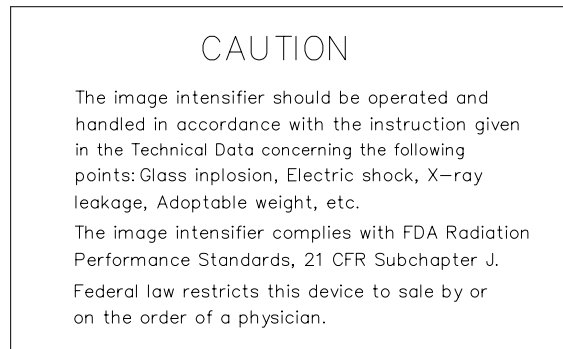 CAUTION
The image intensifier should be operated and
handled in accordance with the instruction given
in the Technical Data concerning the following
points: Glass inplosion, Electric shock, X-ray
leakage, Adoptable weight, etc.
The image intensifier complies with FDA Radiation
Performance Standards, 21 CFR Subchapter J.
Federal law restricts this device to sale by or
on the order of a physician.